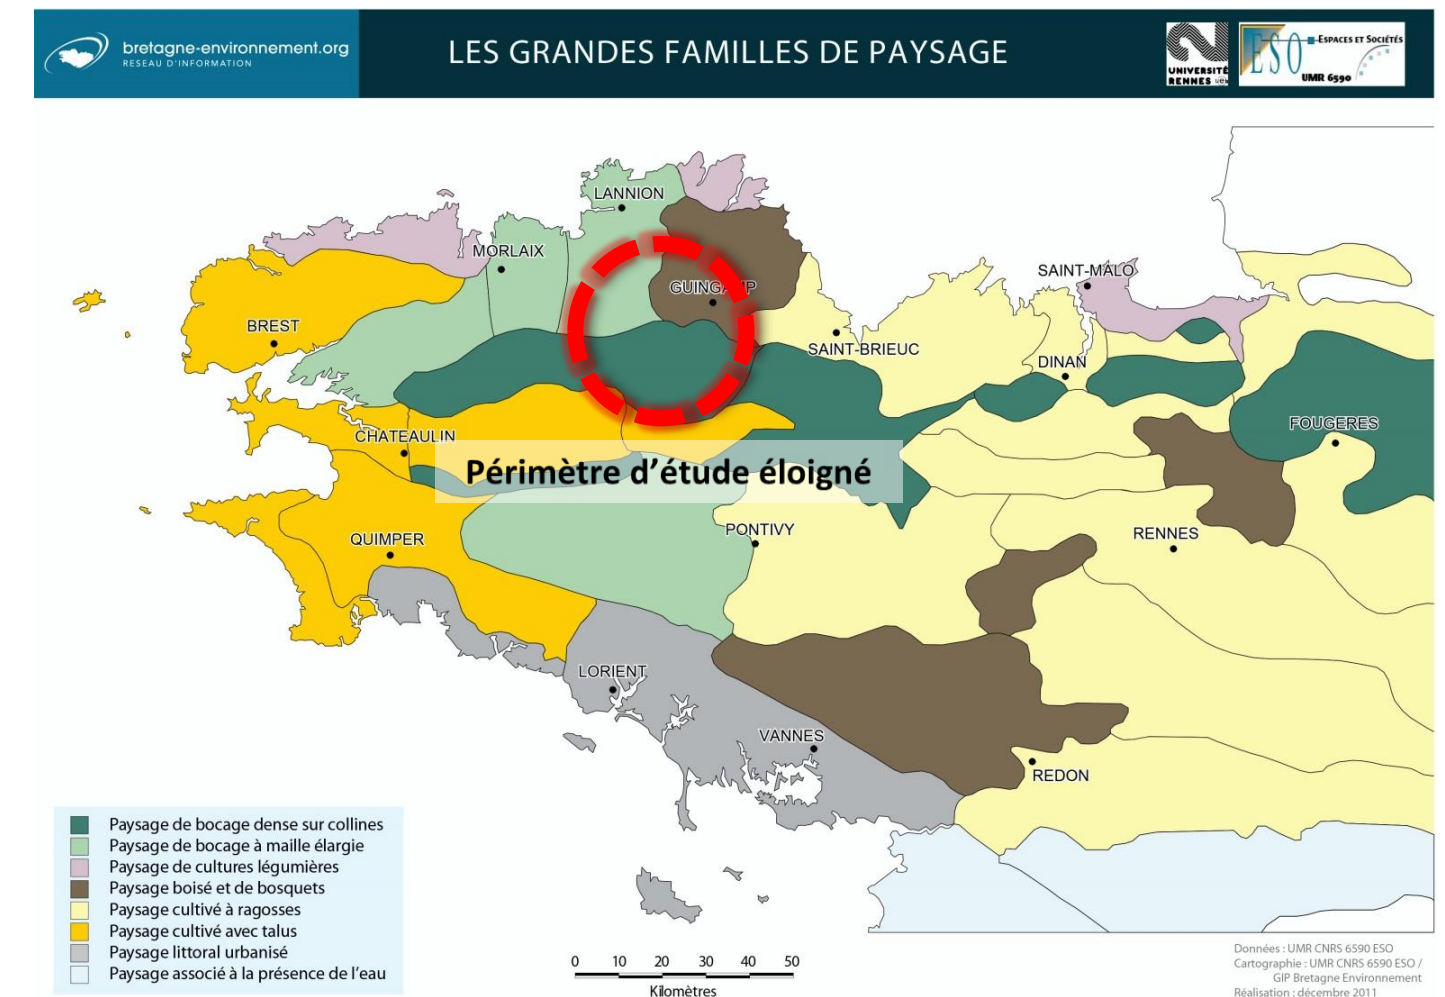 bretagne-environnement.org
RESEAU D'INFORMATION
LES GRANDES FAMILLES DE PAYSAGE
UNIVERSITÉ
RENNES
ESO
ESPACES ET SOCIÉTÉS
UMR 6590
LANNION
MORLAIX
GUINGAMP
SAINT-MALO
BREST
SAINT-BRIEUC
DINAN
CHATEAULIN
FOUGERES
Périmètre d'étude éloigné
PONTIVY
RENNES
QUIMPER
LORIENT
VANNES
REDON
Paysage de bocage dense sur collines
Paysage de bocage à maille élargie
Paysage de cultures légumières
Paysage boisé et de bosquets
Paysage cultivé à ragosses
Paysage cultivé avec talus
Paysage littoral urbanisé
Paysage associé à la présence de l'eau
0 10 20 30 40 50
Kilomètres
Données : UMR CNRS 6590 ESO
Cartographie : UMR CNRS 6590 ESO /
GIP Bretagne Environnement
Réalisation : décembre 2011